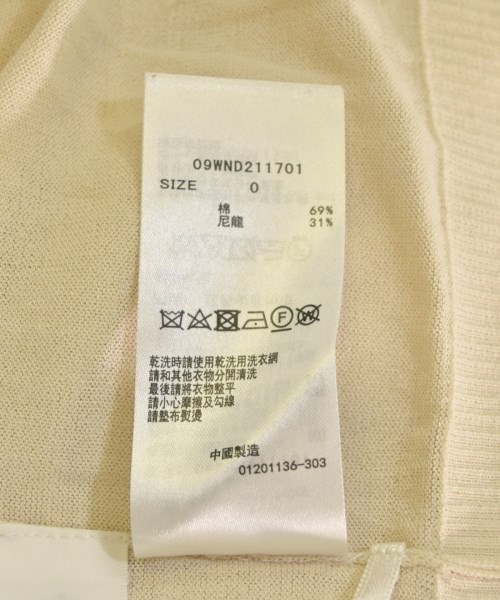 09WND211701
SIZE 0
棉 69%
尼龍 31%
F W
乾洗時請使用乾洗用洗衣網
請和其他衣物分開清洗
最後請將衣物整平
請小心摩擦及勾線
請墊布熨燙
中國製造
01201136-303